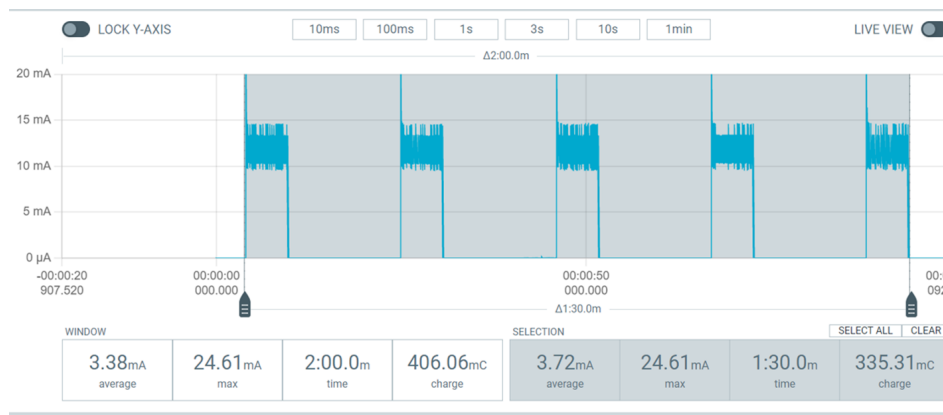 LOCK Y-AXIS 10ms 100ms 1s 3s 10s 1min LIVE VIEW
Δ2:00.0m
20 mA
15 mA
10 mA
5 mA
0 µA
-00:00:20 00:00:00 00:00:50 00:
907.520 000.000 000.000 092
Δ1:30.0m
WINDOW SELECTION SELECT ALL CLEAR
3.38mA 24.61mA 2:00.0m 406.06mC 3.72mA 24.61mA 1:30.0m 335.31mC
average max time charge average max time charge